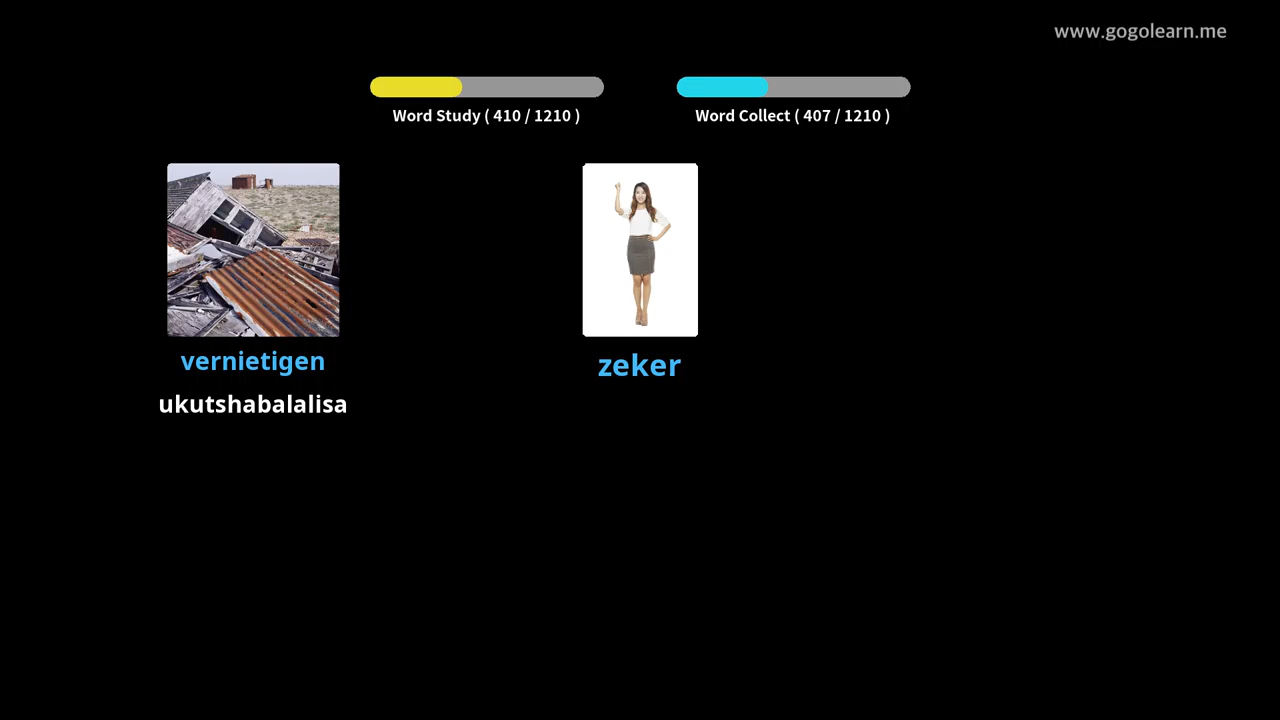 www.gogolearn.me
Word Study ( 410 / 1210 )
Word Collect ( 407 / 1210 )
vernietigen
ukutshabalalisa
zeker